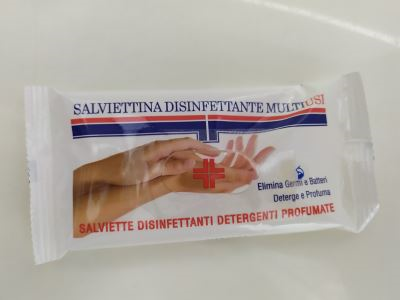 SALVIETTINA DISINFETTANTE MULTIUSI
Elimina Germi e Batteri
Deterge e Profuma
SALVIETTE DISINFETTANTI DETERGENTI PROFUMATE